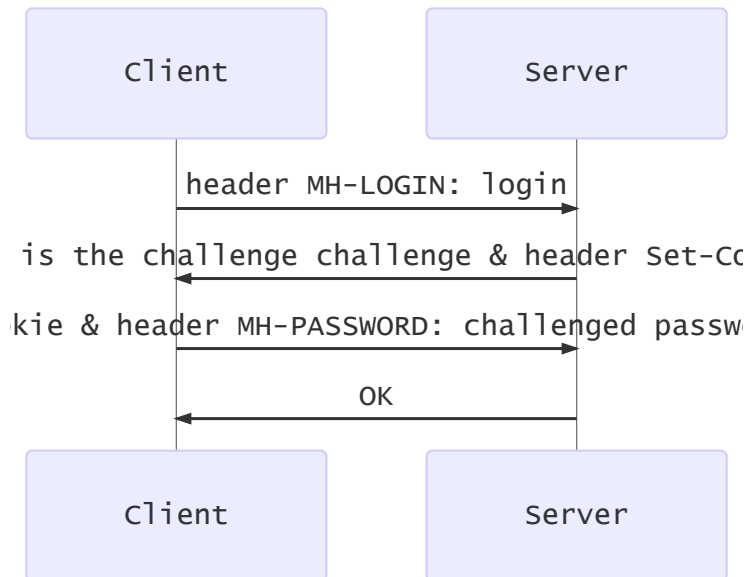 Client Server
header MH-LOGIN: login
is the challenge challenge & header Set-Co
kie & header MH-PASSWORD: challenged passw
OK
Client Server